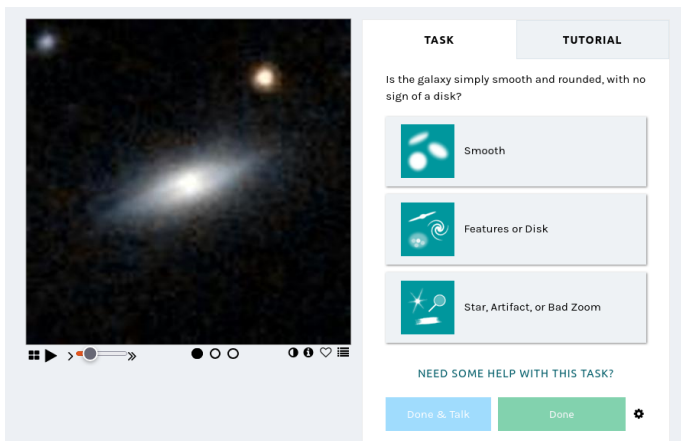 TASK
TUTORIAL
Is the galaxy simply smooth and rounded, with no
sign of a disk?
Smooth
Features or Disk
Star, Artifact, or Bad Zoom
NEED SOME HELP WITH THIS TASK?
Done & Talk
Done